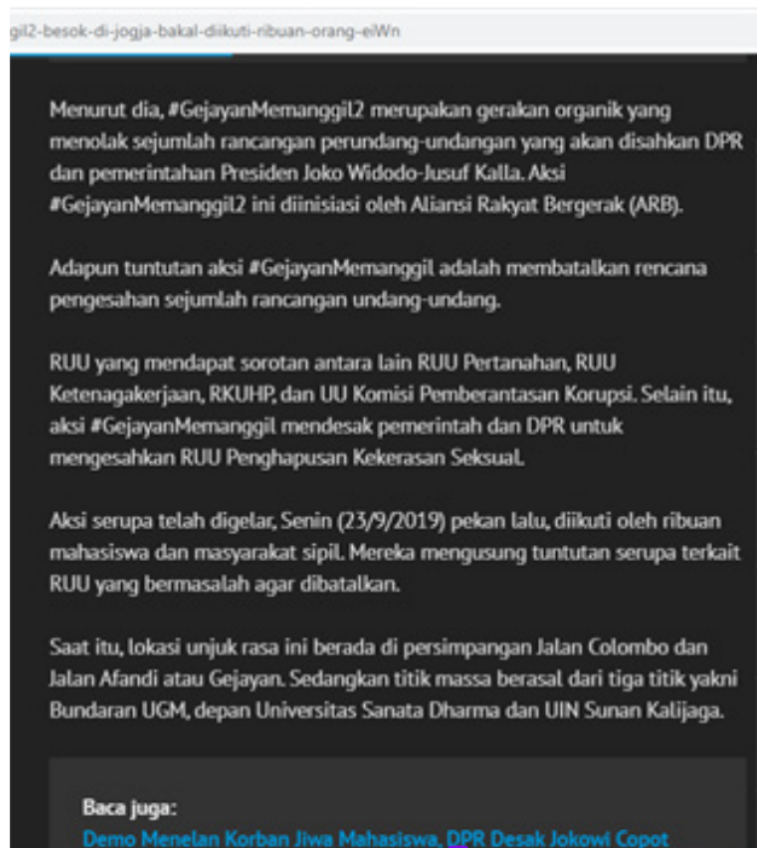 gil2-besok-di-jogja-bakal-diikuti-ribuan-orang-eiWn
Menurut dia, #GejayanMemanggil2 merupakan gerakan organik yang
menolak sejumlah rancangan perundang-undangan yang akan disahkan DPR
dan pemerintahan Presiden Joko Widodo-Jusuf Kalla. Aksi
#GejayanMemanggil2 ini diinisiasi oleh Aliansi Rakyat Bergerak (ARB).
Adapun tuntutan aksi #GejayanMemanggil adalah membatalkan rencana
pengesahan sejumlah rancangan undang-undang.
RUU yang mendapat sorotan antara lain RUU Pertanahan, RUU
Ketenagakerjaan, RKUHP, dan UU Komisi Pemberantasan Korupsi. Selain itu,
aksi #GejayanMemanggil mendesak pemerintah dan DPR untuk
mengesahkan RUU Penghapusan Kekerasan Seksual.
Aksi serupa telah digelar, Senin (23/9/2019) pekan lalu, diikuti oleh ribuan
mahasiswa dan masyarakat sipil. Mereka mengusung tuntutan serupa terkait
RUU yang bermasalah agar dibatalkan.
Saat itu, lokasi unjuk rasa ini berada di persimpangan Jalan Colombo dan
Jalan Afandi atau Gejayan. Sedangkan titik massa berasal dari tiga titik yakni
Bundaran UGM, depan Universitas Sanata Dharma dan UIN Sunan Kalijaga.
Baca juga:
Demo Menelan Korban Jiwa Mahasiswa, DPR Desak Jokowi Copot